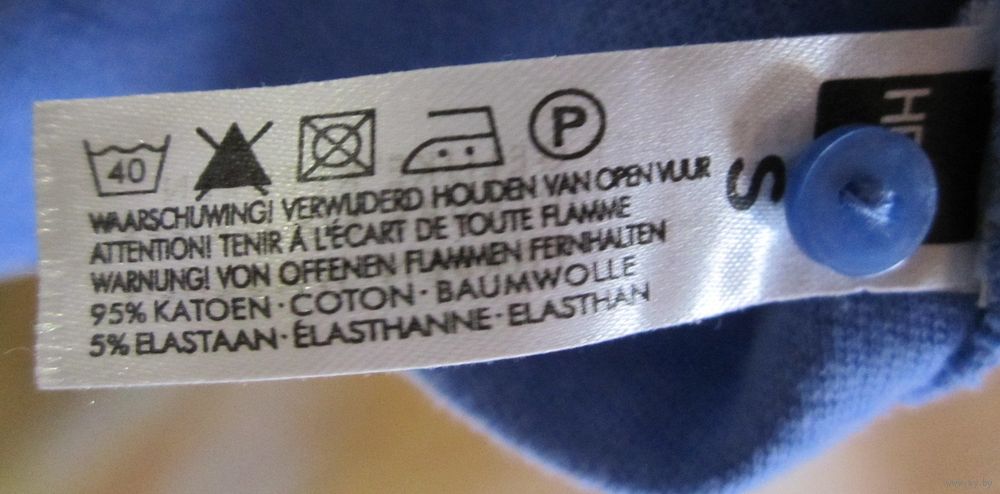 40
P
WAARSCHUWING! VERWIJDERD HOUDEN VAN OPEN VUUR
ATTENTION! TENIR À L'ÉCART DE TOUTE FLAMME
WARNUNG! VON OFFENEN FLAMMEN FERNHALTEN
95% KATOEN · COTON · BAUMWOLLE
5% ELASTAAN · ÉLASTHANNE · ELASTHAN
S